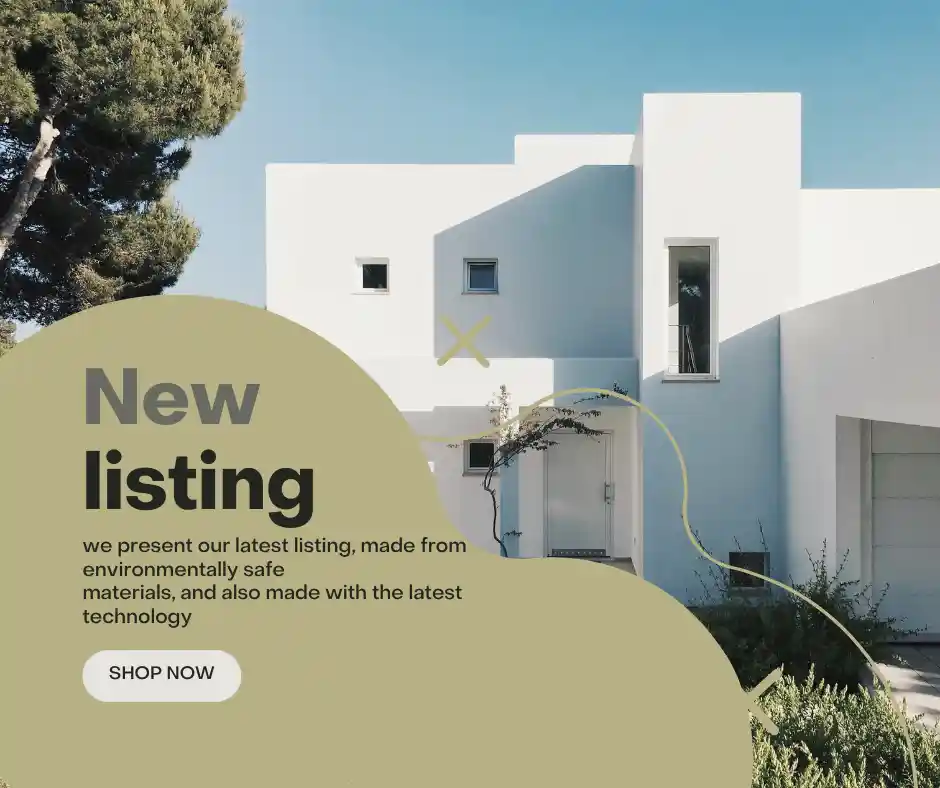 New
listing
we present our latest listing, made from
environmentally safe
materials, and also made with the latest
technology
SHOP NOW